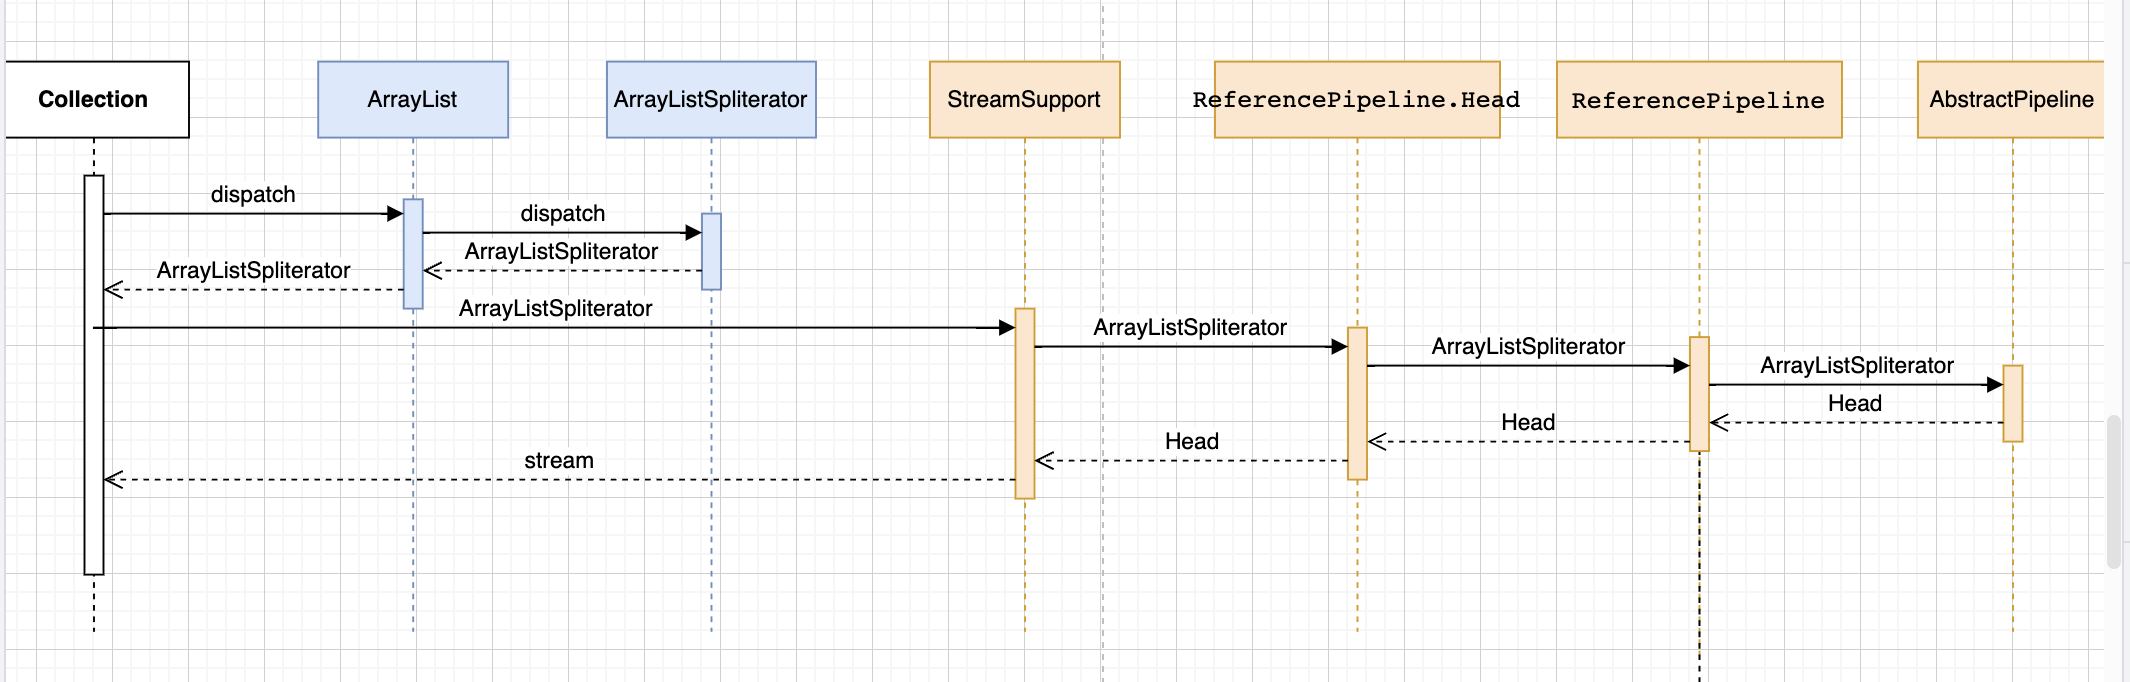 Collection
ArrayList
ArrayListSpliterator
StreamSupport
ReferencePipeline.Head
ReferencePipeline
AbstractPipeline
dispatch
dispatch
ArrayListSpliterator
ArrayListSpliterator
ArrayListSpliterator
ArrayListSpliterator
ArrayListSpliterator
ArrayListSpliterator
Head
Head
Head
stream